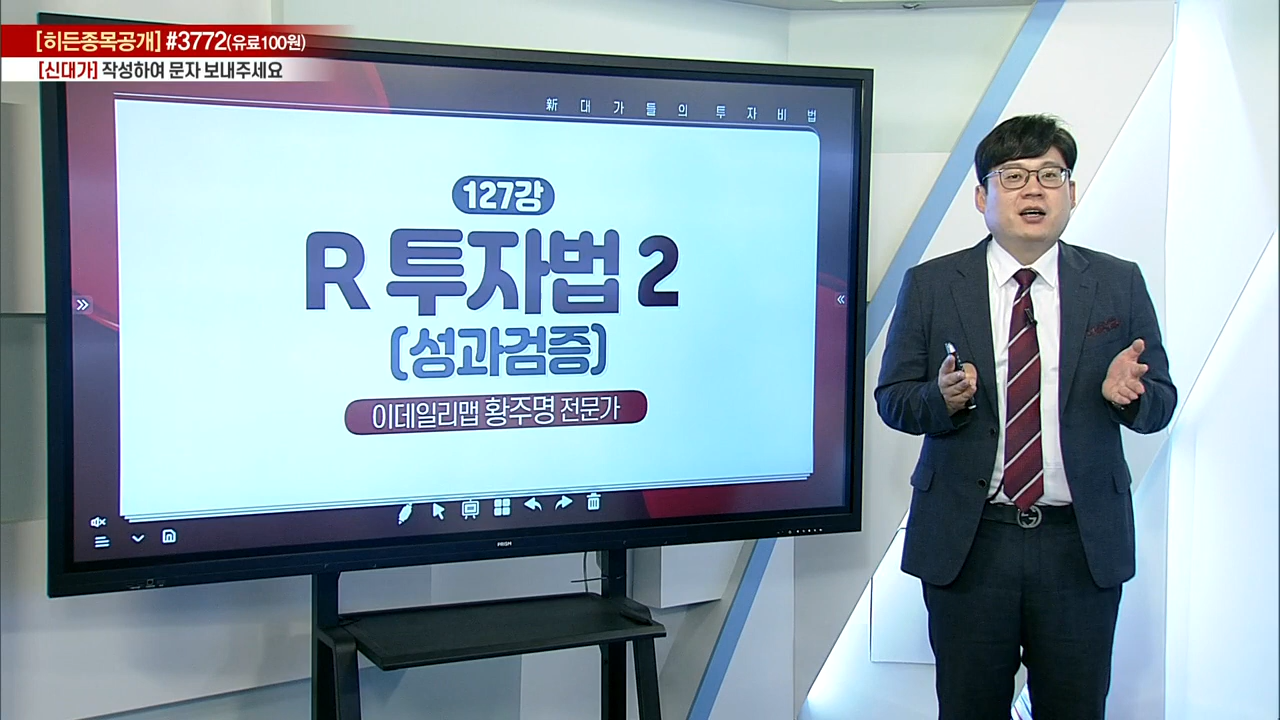 [히든종목공개] #3772(유료100원)
[신대가] 작성하여 문자 보내주세요
新대가들의 투자비법
127강
R 투자법 2
(성과검증)
이데일리맵 황주명 전문가
PRISM